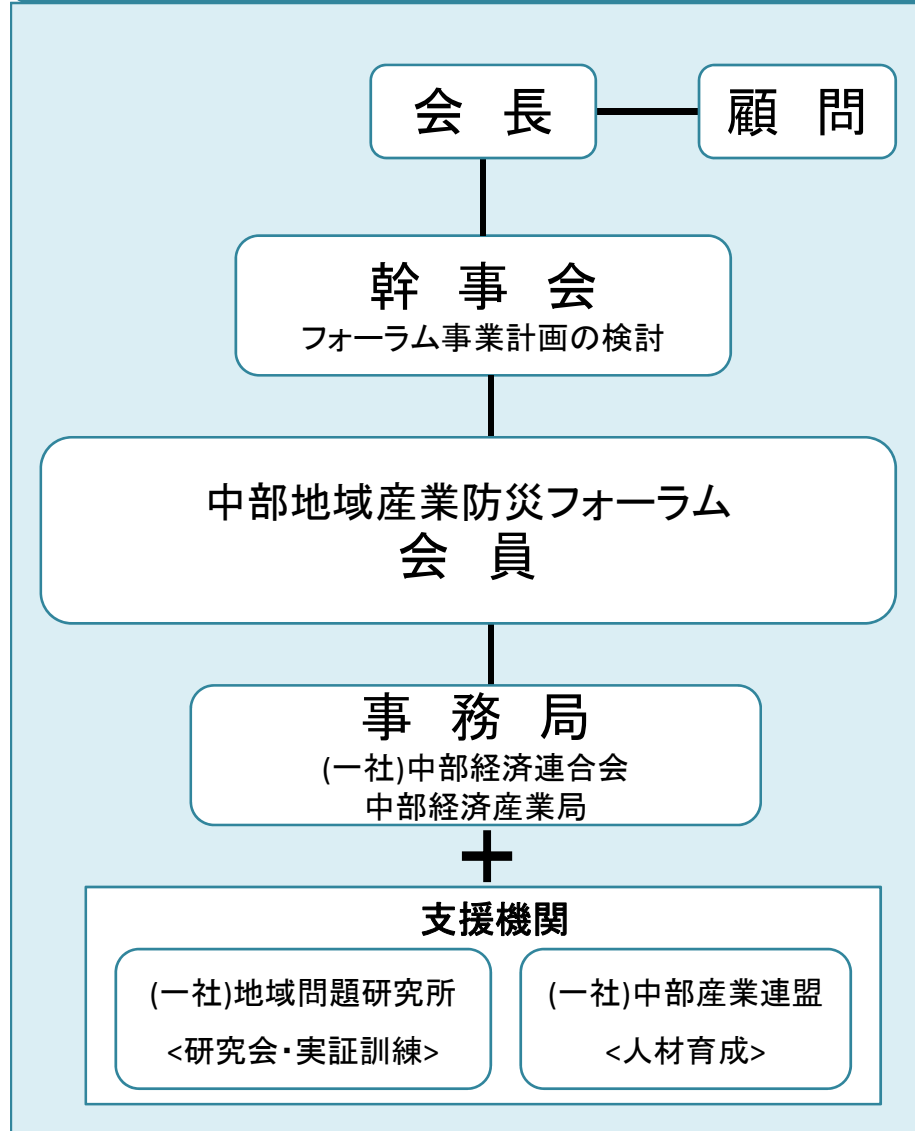 会 長
顧 問
幹 事 会
フォーラム事業計画の検討
中部地域産業防災フォーラム
会 員
事 務 局
(一社)中部経済連合会
中部経済産業局
+
支援機関
(一社)地域問題研究所
<研究会・実証訓練>
(一社)中部産業連盟
<人材育成>